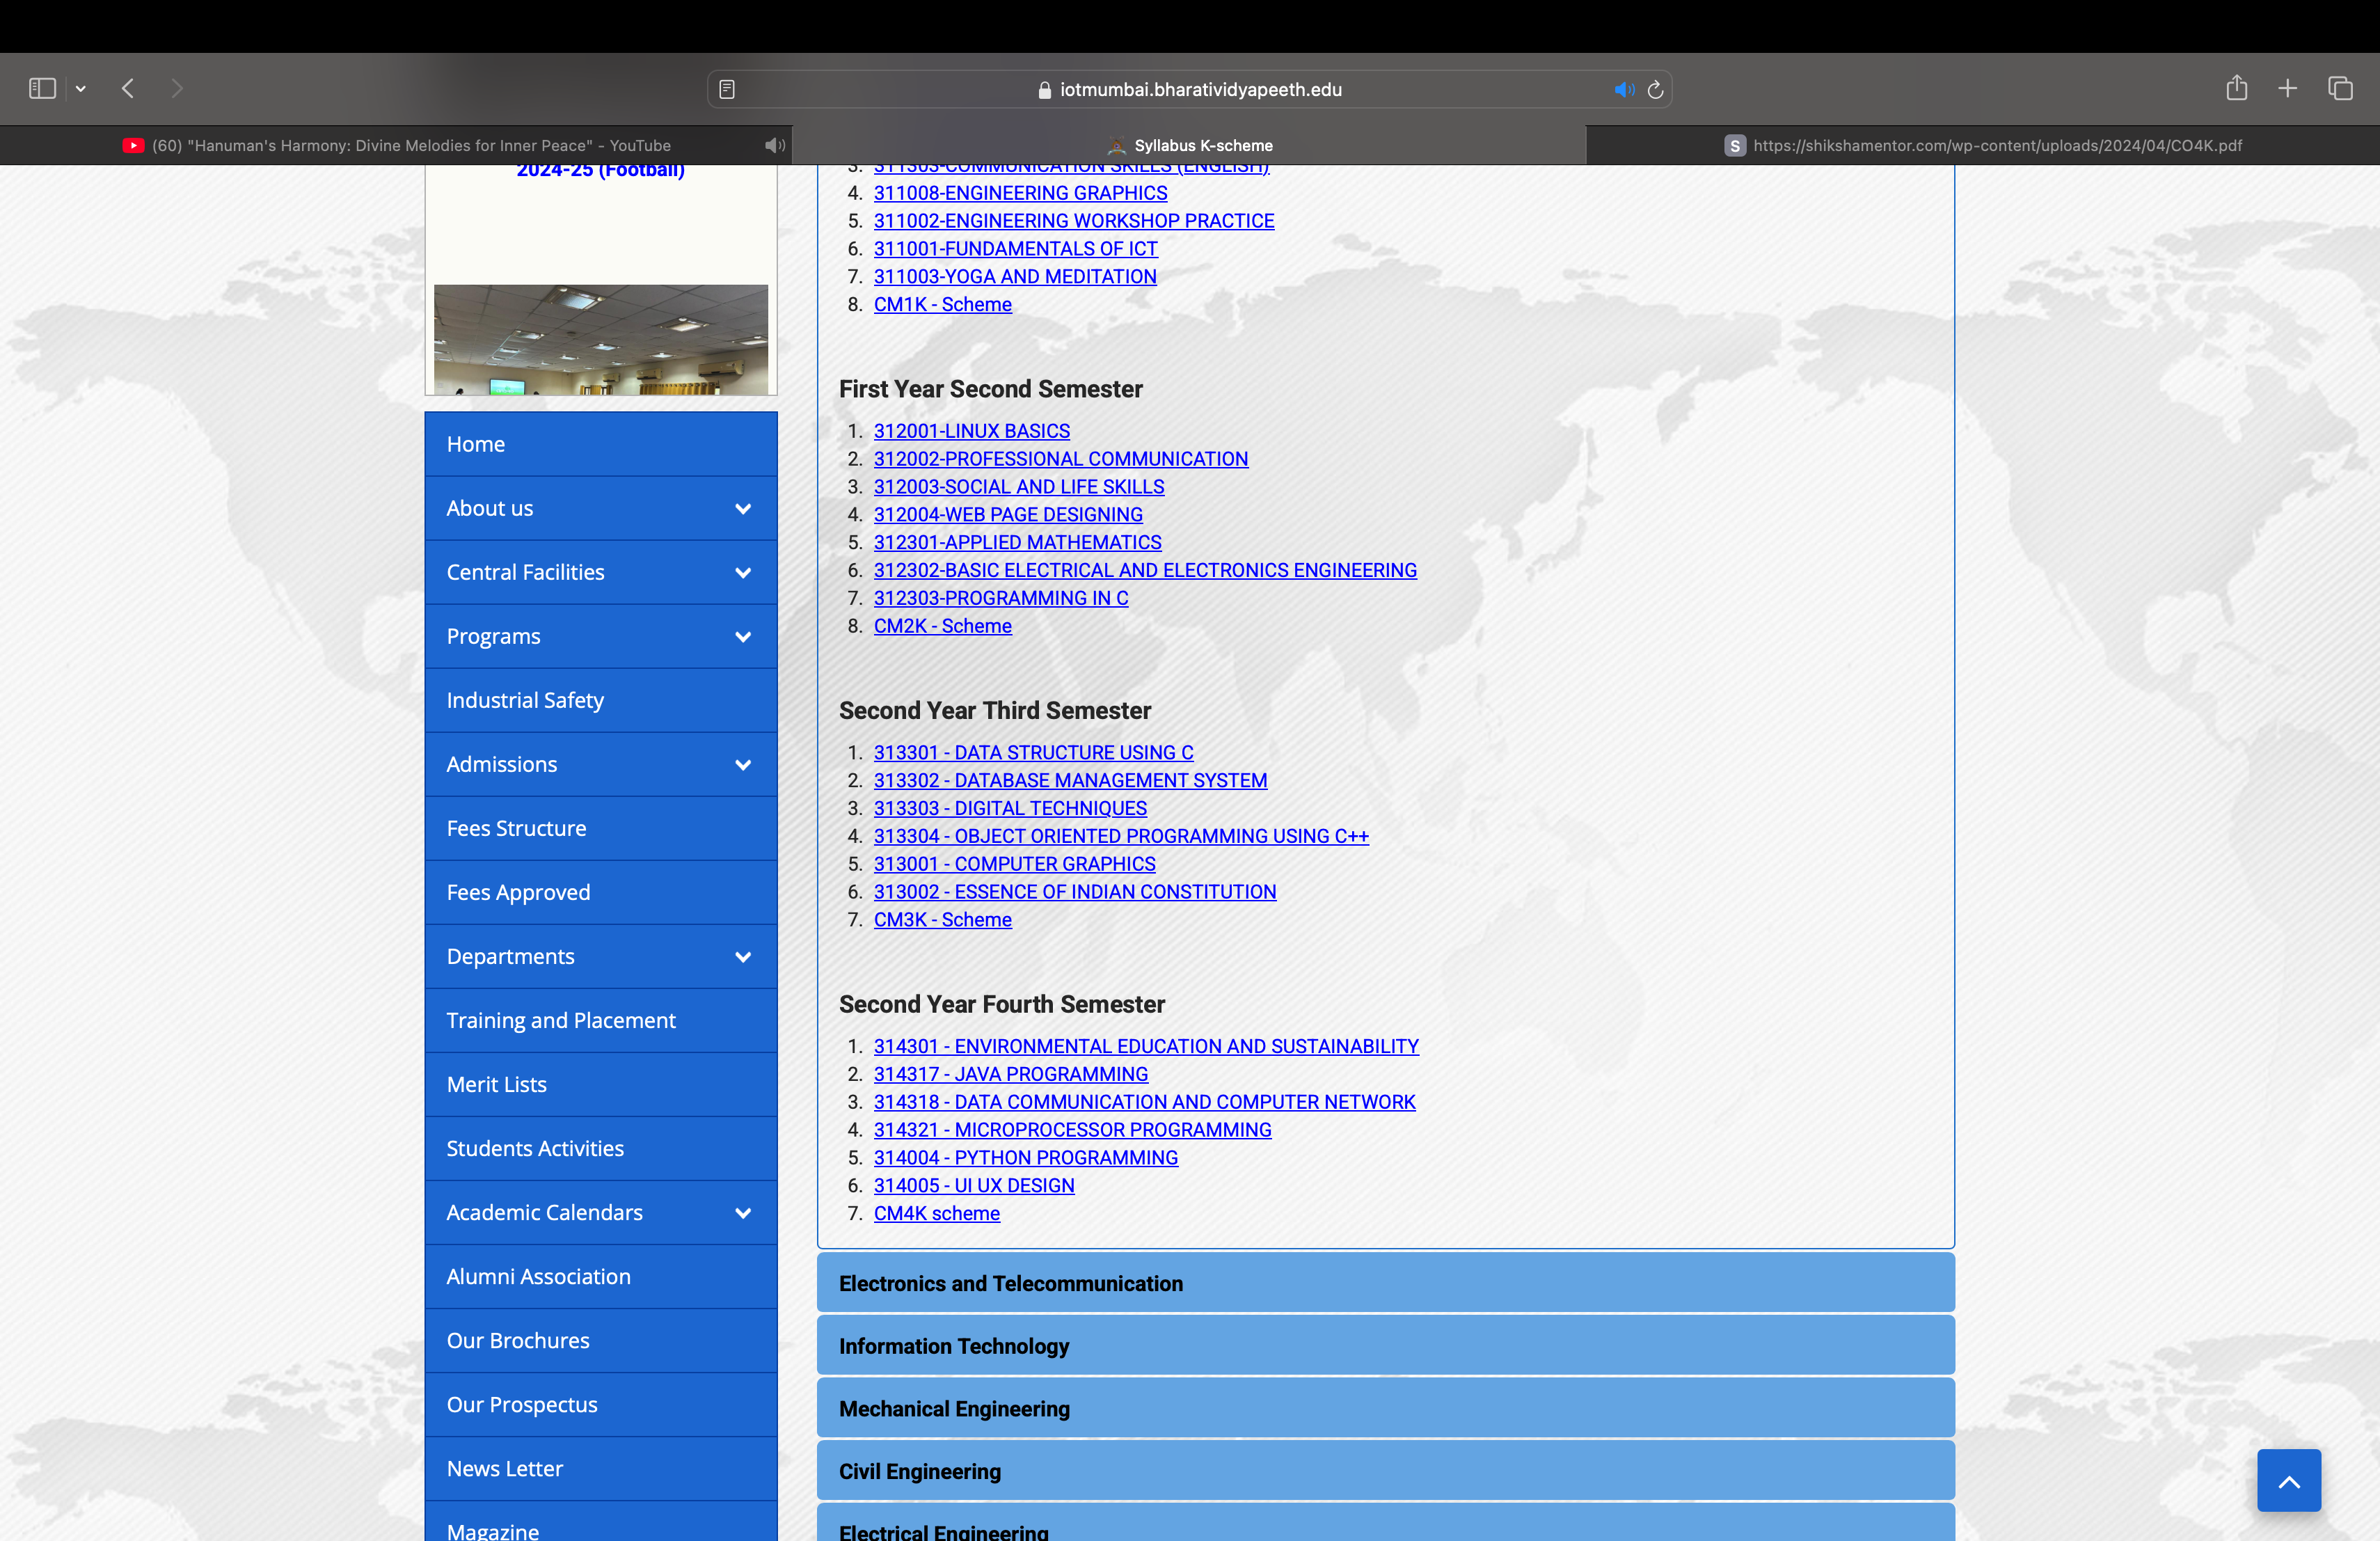 iotmumbai.bharatividyapeeth.edu
(60) "Hanuman's Harmony: Divine Melodies for Inner Peace" - YouTube
Syllabus K-scheme
S https://shikshamentor.com/wp-content/uploads/2024/04/CO4K.pdf
2024-25 (Football)
Home
About us
Central Facilities
Programs
Industrial Safety
Admissions
Fees Structure
Fees Approved
Departments
Training and Placement
Merit Lists
Students Activities
Academic Calendars
Alumni Association
Our Brochures
Our Prospectus
News Letter
Magazine
3. 311303-COMMUNICATION SKILLS (ENGLISH)
4. 311008-ENGINEERING GRAPHICS
5. 311002-ENGINEERING WORKSHOP PRACTICE
6. 311001-FUNDAMENTALS OF ICT
7. 311003-YOGA AND MEDITATION
8. CM1K - Scheme
First Year Second Semester
1. 312001-LINUX BASICS
2. 312002-PROFESSIONAL COMMUNICATION
3. 312003-SOCIAL AND LIFE SKILLS
4. 312004-WEB PAGE DESIGNING
5. 312301-APPLIED MATHEMATICS
6. 312302-BASIC ELECTRICAL AND ELECTRONICS ENGINEERING
7. 312303-PROGRAMMING IN C
8. CM2K - Scheme
Second Year Third Semester
1. 313301 - DATA STRUCTURE USING C
2. 313302 - DATABASE MANAGEMENT SYSTEM
3. 313303 - DIGITAL TECHNIQUES
4. 313304 - OBJECT ORIENTED PROGRAMMING USING C++
5. 313001 - COMPUTER GRAPHICS
6. 313002 - ESSENCE OF INDIAN CONSTITUTION
7. CM3K - Scheme
Second Year Fourth Semester
1. 314301 - ENVIRONMENTAL EDUCATION AND SUSTAINABILITY
2. 314317 - JAVA PROGRAMMING
3. 314318 - DATA COMMUNICATION AND COMPUTER NETWORK
4. 314321 - MICROPROCESSOR PROGRAMMING
5. 314004 - PYTHON PROGRAMMING
6. 314005 - UI UX DESIGN
7. CM4K scheme
Electronics and Telecommunication
Information Technology
Mechanical Engineering
Civil Engineering
Electrical Engineering